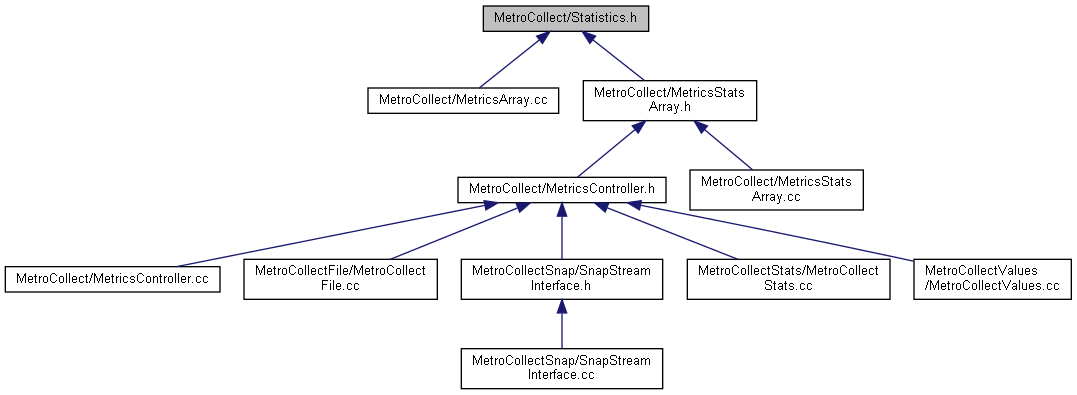 MetroCollect/Statistics.h
MetroCollect/MetricsArray.cc
MetroCollect/MetricsStats
Array.h
MetroCollect/MetricsController.h
MetroCollect/MetricsStats
Array.cc
MetroCollect/MetricsController.cc
MetroCollectFile/MetroCollect
File.cc
MetroCollectSnap/SnapStream
Interface.h
MetroCollectStats/MetroCollect
Stats.cc
MetroCollectValues
/MetroCollectValues.cc
MetroCollectSnap/SnapStream
Interface.cc